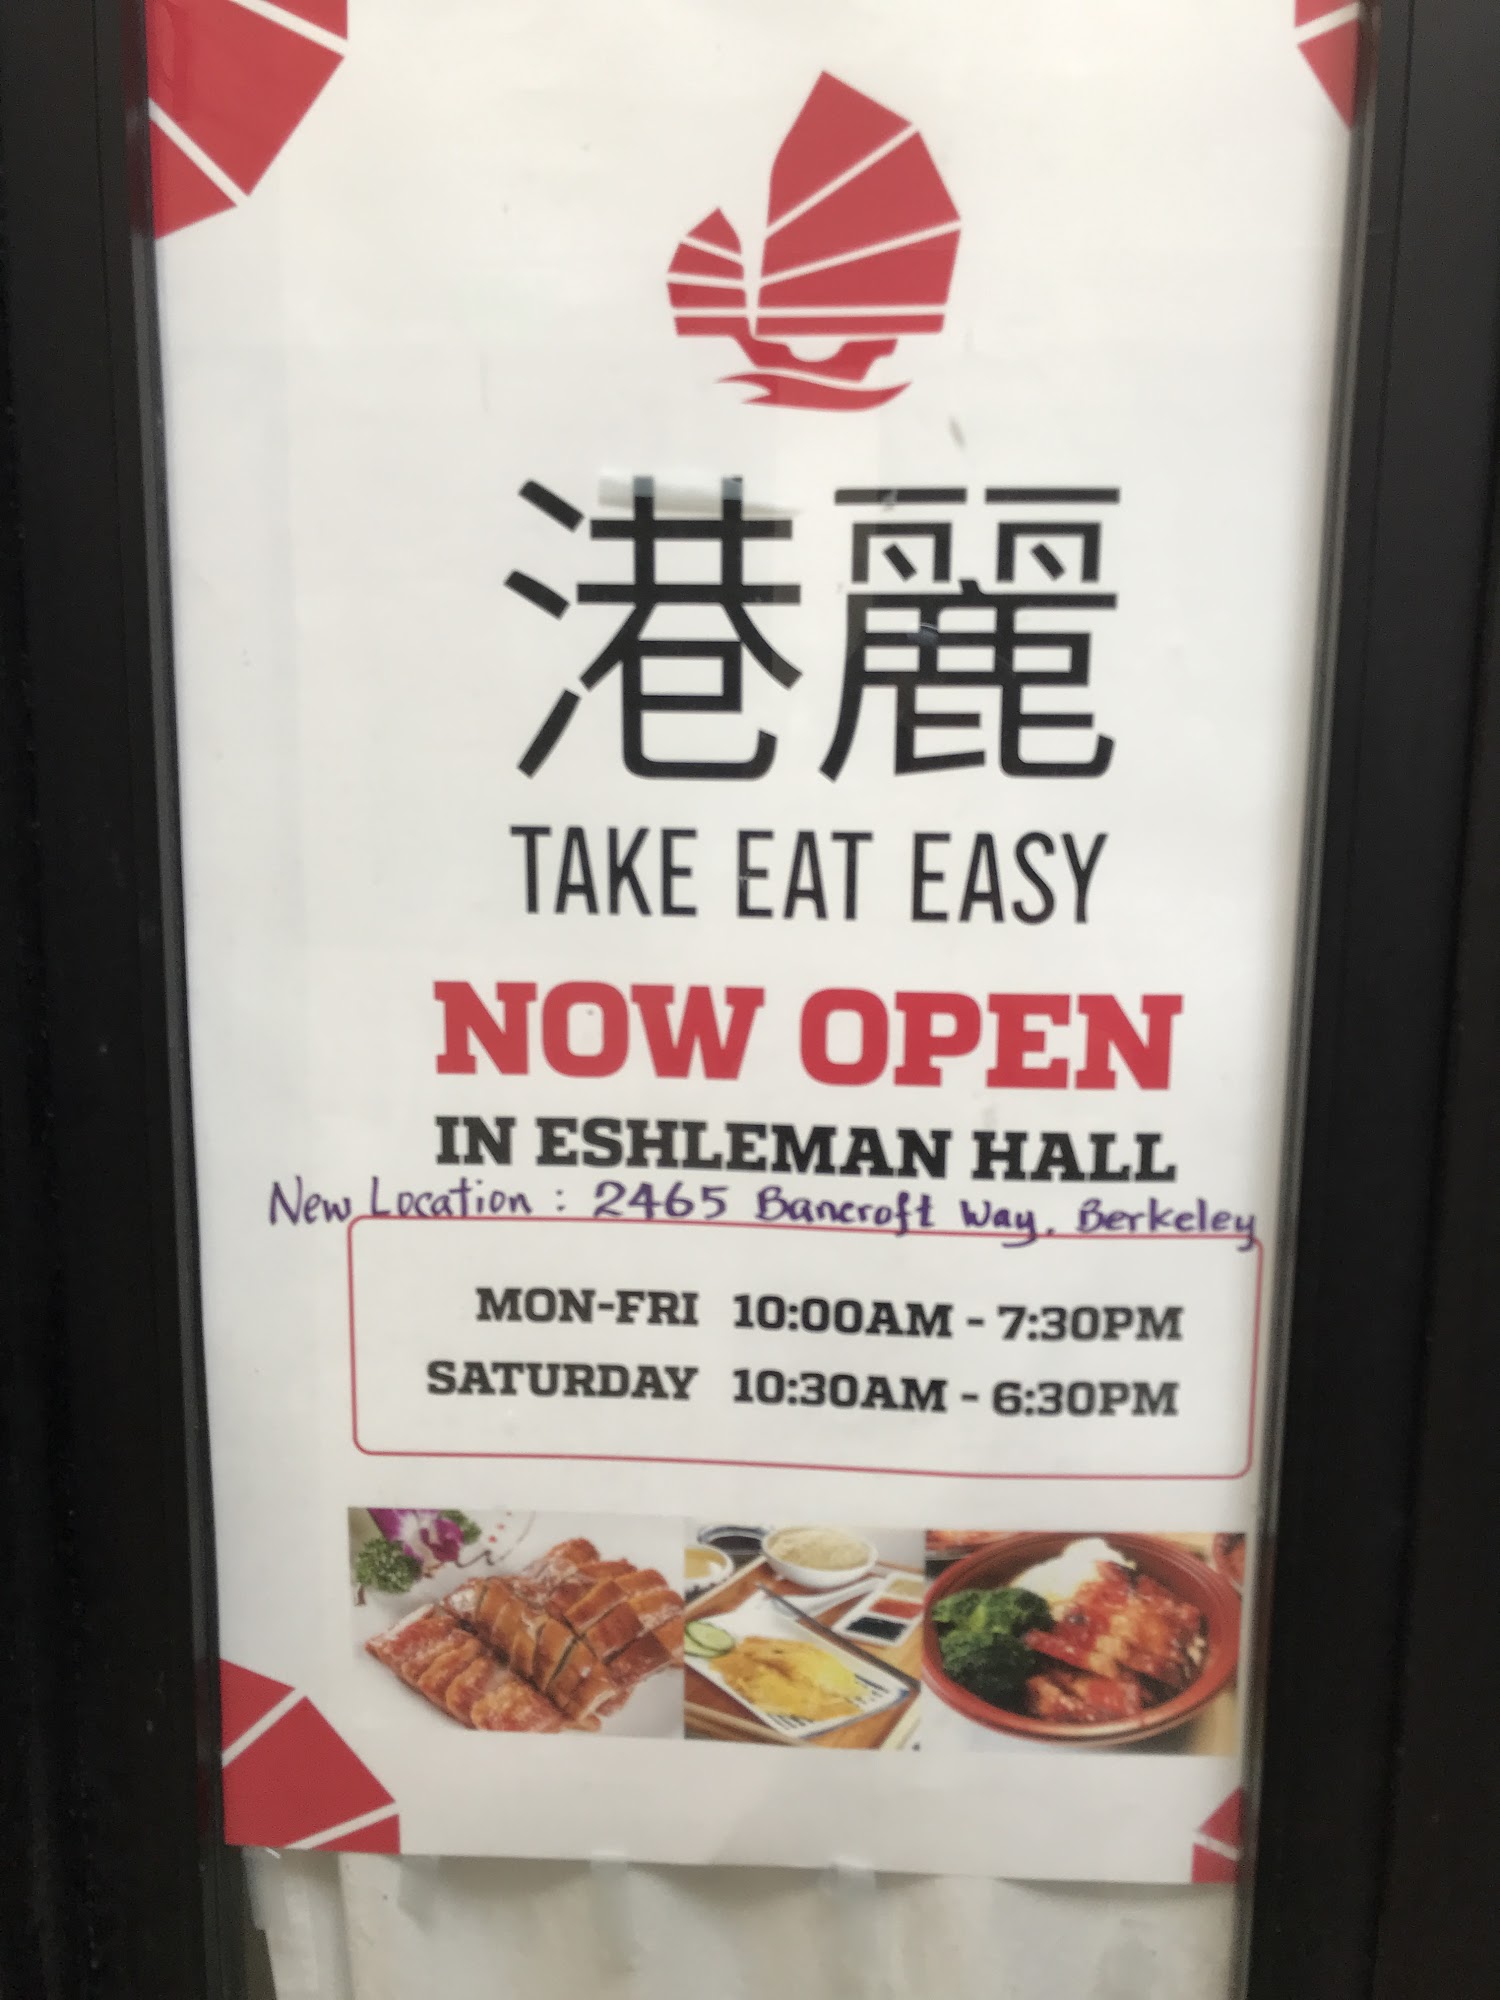 港麗
TAKE EAT EASY
NOW OPEN
IN ESHLEMAN HALL
New Location : 2465 Bancroft Way. Berkeley
MON-FRI 10:00AM - 7:30PM
SATURDAY 10:30AM - 6:30PM